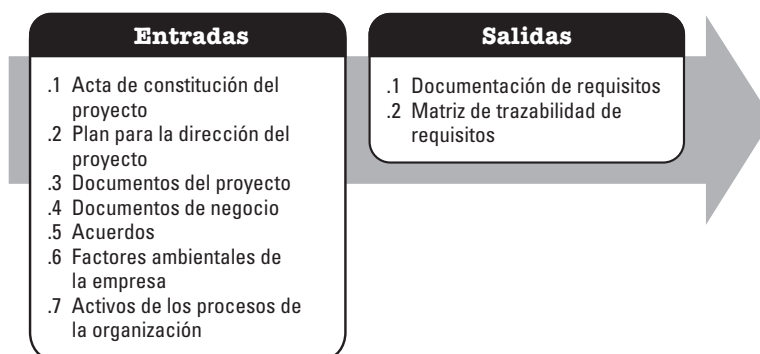 Entradas
.1 Acta de constitución del
proyecto
.2 Plan para la dirección del
proyecto
.3 Documentos del proyecto
.4 Documentos de negocio
.5 Acuerdos
.6 Factores ambientales de
la empresa
.7 Activos de los procesos de
la organización
Salidas
.1 Documentación de requisitos
.2 Matriz de trazabilidad de
requisitos